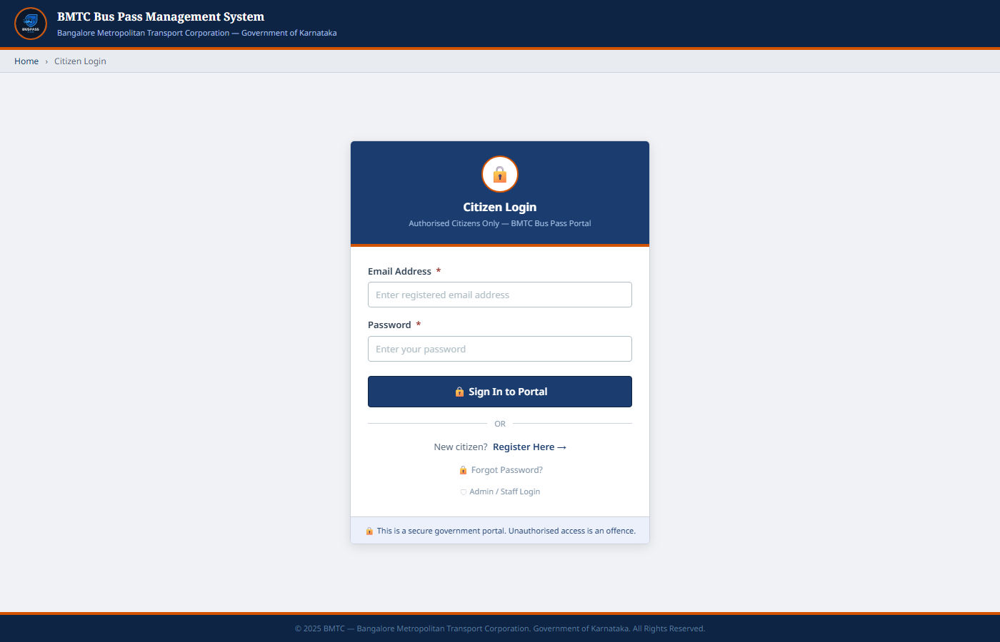 BUSPASS
BMTC Bus Pass Management System
Bangalore Metropolitan Transport Corporation — Government of Karnataka
Home › Citizen Login
Citizen Login
Authorised Citizens Only — BMTC Bus Pass Portal
Email Address *
Enter registered email address
Password *
Enter your password
🔒 Sign In to Portal
OR
New citizen? Register Here →
🔒 Forgot Password?
Admin / Staff Login
🔒 This is a secure government portal. Unauthorised access is an offence.
© 2025 BMTC — Bangalore Metropolitan Transport Corporation. Government of Karnataka. All Rights Reserved.